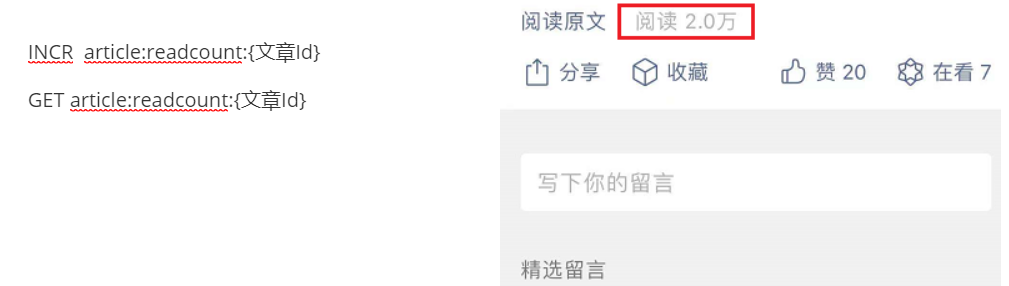 INCR article:readcount:{文章Id}
GET article:readcount:{文章Id}
阅读原文 阅读 2.0万
分享 收藏 赞 20 在看 7
写下你的留言
精选留言